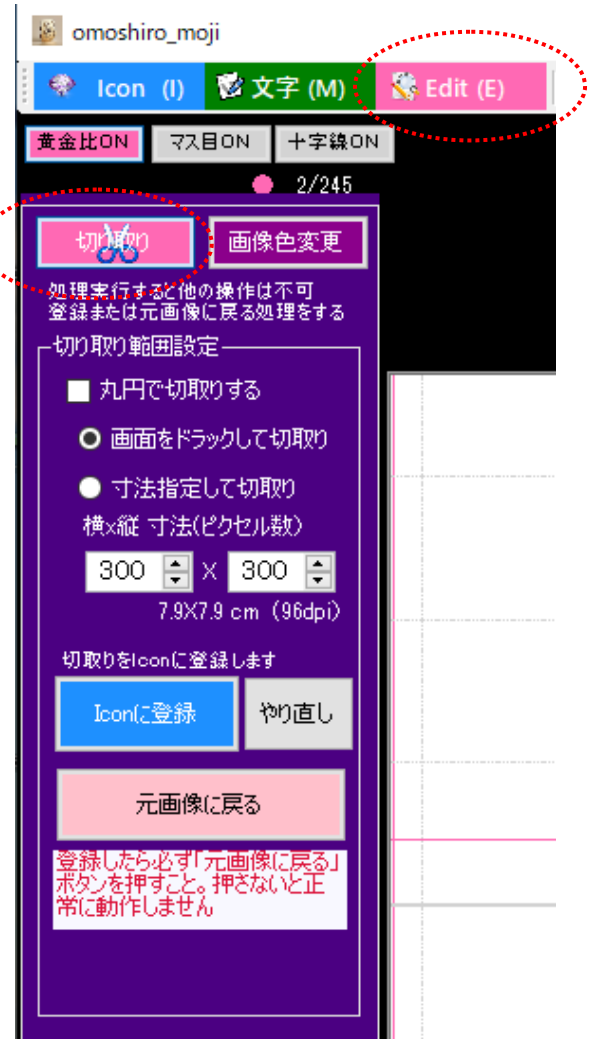 omoshiro_moji
Icon (I) 文字 (M) Edit (E)
黄金比ON マス目ON 十字線ON
2/245
切り取り 画像色変更
処理実行すると他の操作は不可
登録または元画像に戻る処理をする
切り取り範囲設定
丸円で切取りする
画面をドラックして切取り
寸法指定して切取り
横×縦 寸法(ピクセル数)
300 X 300
7.9X7.9 cm (96dpi)
切取りをIconに登録します
Iconに登録 やり直し
元画像に戻る
登録したら必ず「元画像に戻る」
ボタンを押すこと。押さないと正
常に動作しません